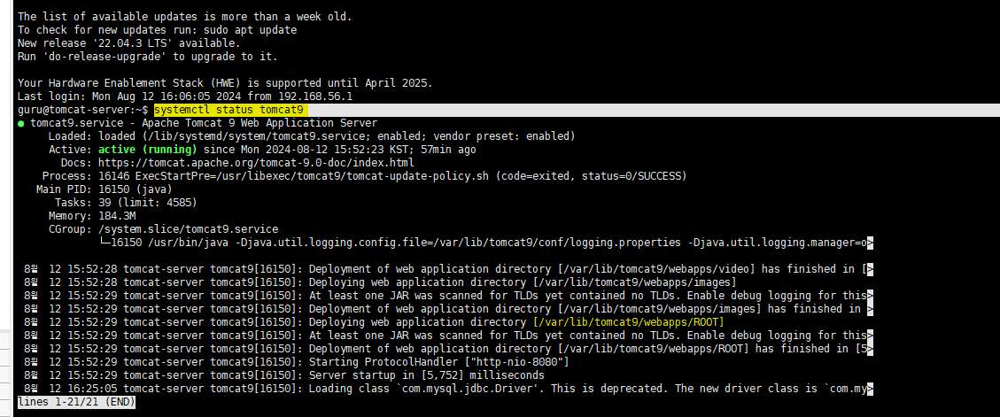 The list of available updates is more than a week old.
To check for new updates run: sudo apt update
New release '22.04.3 LTS' available.
Run 'do-release-upgrade' to upgrade to it.
Your Hardware Enablement Stack (HWE) is supported until April 2025.
Last login: Mon Aug 12 16:06:05 2024 from 192.168.56.1
guru@tomcat-server:~$ systemctl status tomcat9
● tomcat9.service - Apache Tomcat 9 Web Application Server
Loaded: loaded (/lib/systemd/system/tomcat9.service; enabled; vendor preset: enabled)
Active: active (running) since Mon 2024-08-12 15:52:23 KST; 57min ago
Docs: https://tomcat.apache.org/tomcat-9.0-doc/index.html
Process: 16146 ExecStartPre=/usr/libexec/tomcat9/tomcat-update-policy.sh (code=exited, status=0/SUCCESS)
Main PID: 16150 (java)
Tasks: 39 (limit: 4585)
Memory: 184.3M
CGroup: /system.slice/tomcat9.service
└─16150 /usr/bin/java -Djava.util.logging.config.file=/var/lib/tomcat9/conf/logging.properties -Djava.util.logging.manager=o>
8월 12 15:52:28 tomcat-server tomcat9[16150]: Deployment of web application directory [/var/lib/tomcat9/webapps/video] has finished in [>
8월 12 15:52:28 tomcat-server tomcat9[16150]: Deploying web application directory [/var/lib/tomcat9/webapps/images]
8월 12 15:52:29 tomcat-server tomcat9[16150]: At least one JAR was scanned for TLDs yet contained no TLDs. Enable debug logging for this>
8월 12 15:52:29 tomcat-server tomcat9[16150]: Deployment of web application directory [/var/lib/tomcat9/webapps/images] has finished in >
8월 12 15:52:29 tomcat-server tomcat9[16150]: Deploying web application directory [/var/lib/tomcat9/webapps/ROOT]
8월 12 15:52:29 tomcat-server tomcat9[16150]: At least one JAR was scanned for TLDs yet contained no TLDs. Enable debug logging for this>
8월 12 15:52:29 tomcat-server tomcat9[16150]: Deployment of web application directory [/var/lib/tomcat9/webapps/ROOT] has finished in [5>
8월 12 15:52:29 tomcat-server tomcat9[16150]: Starting ProtocolHandler ["http-nio-8080"]
8월 12 15:52:29 tomcat-server tomcat9[16150]: Server startup in [5,752] milliseconds
8월 12 16:25:05 tomcat-server tomcat9[16150]: Loading class `com.mysql.jdbc.Driver'. This is deprecated. The new driver class is `com.my>
lines 1-21/21 (END)